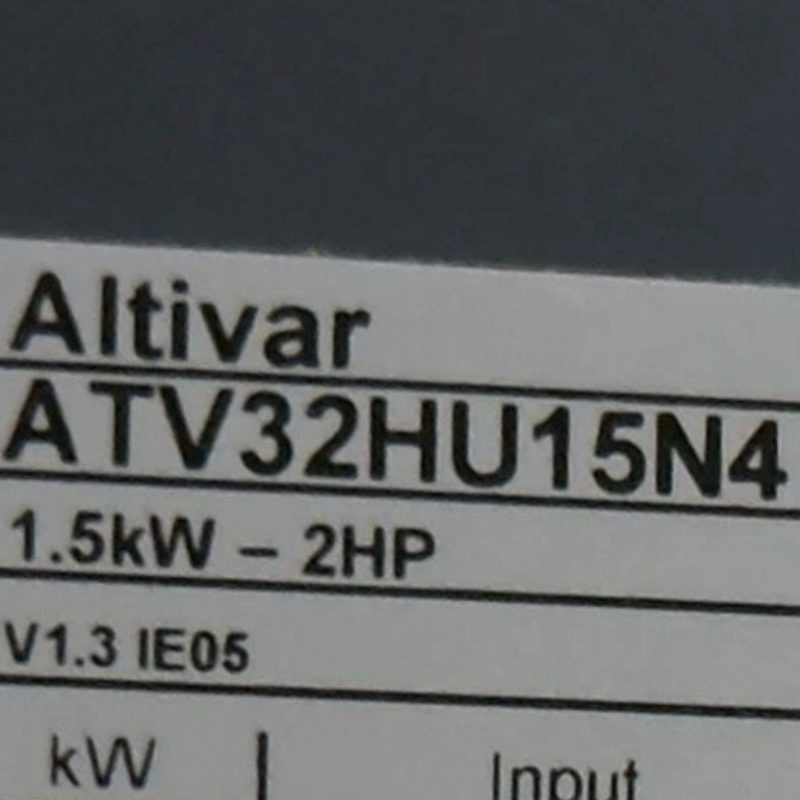 Altivar
ATV32HU15N4
1.5kW – 2HP
V1.3 IE05
kW | Input